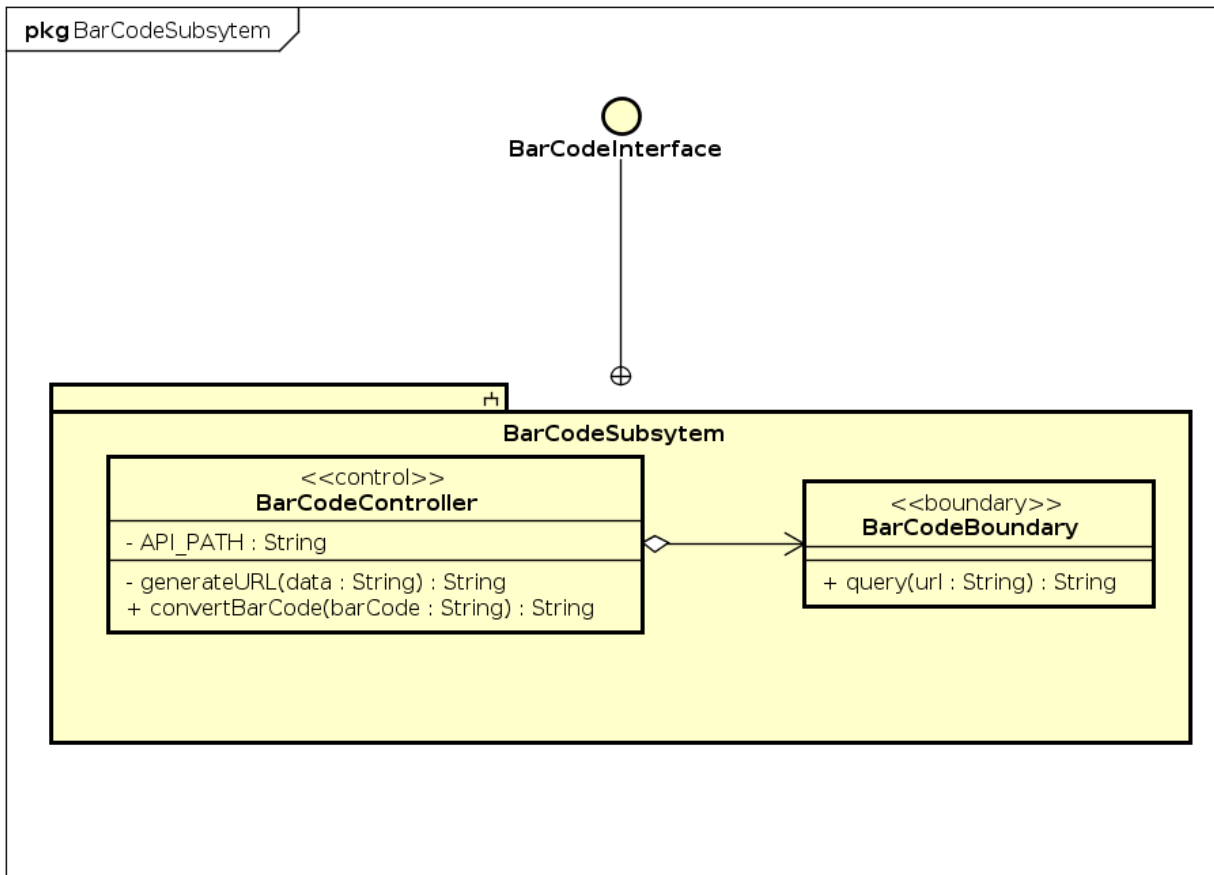 pkg BarCodeSubsytem
BarCodeInterface
BarCodeSubsytem
<<control>>
BarCodeController
- API_PATH : String
- generateURL(data : String) : String
+ convertBarCode(barCode : String) : String
<<boundary>>
BarCodeBoundary
+ query(url : String) : String